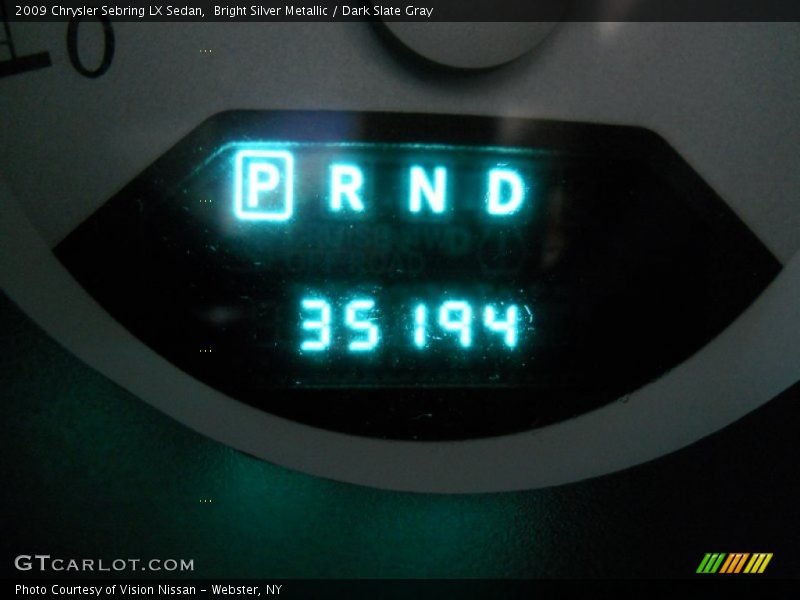 2009 Chrysler Sebring LX Sedan,  Bright Silver Metallic / Dark Slate Gray
0
P R N D
35194
GTCARLOT.COM
Photo Courtesy of Vision Nissan - Webster, NY